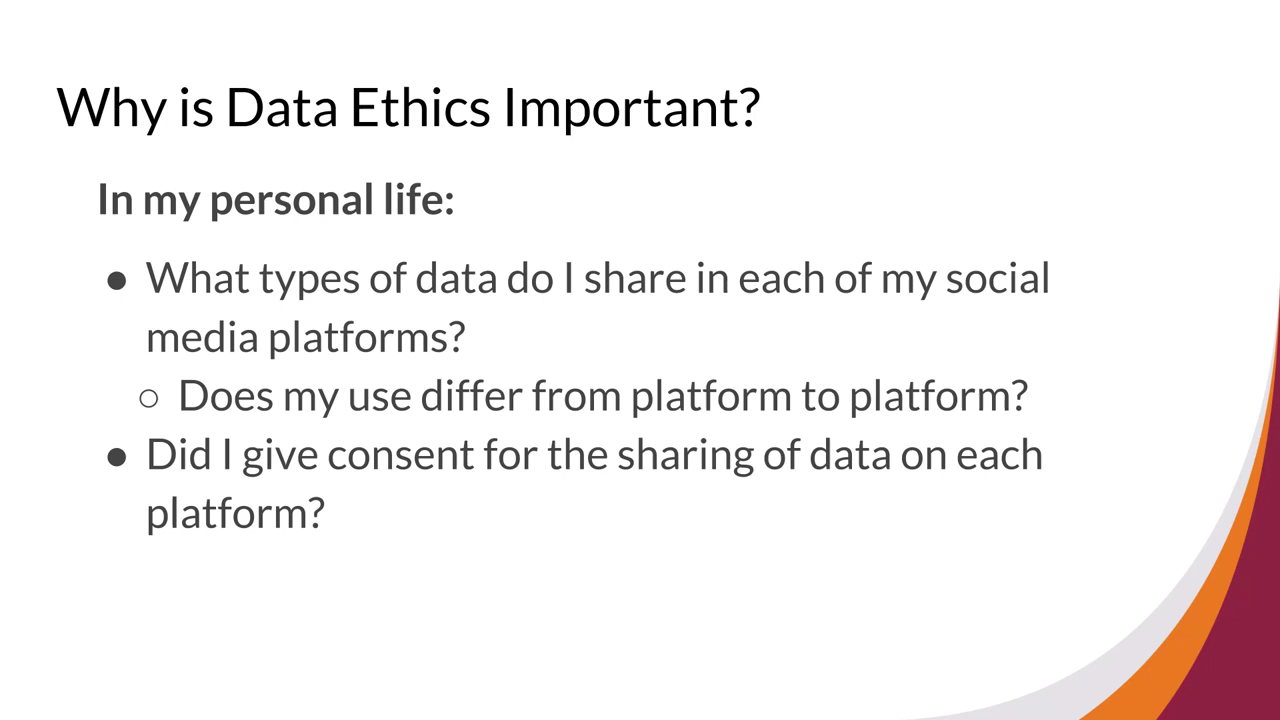 Why is Data Ethics Important?
In my personal life:
● What types of data do I share in each of my social
media platforms?
○ Does my use differ from platform to platform?
● Did I give consent for the sharing of data on each
platform?